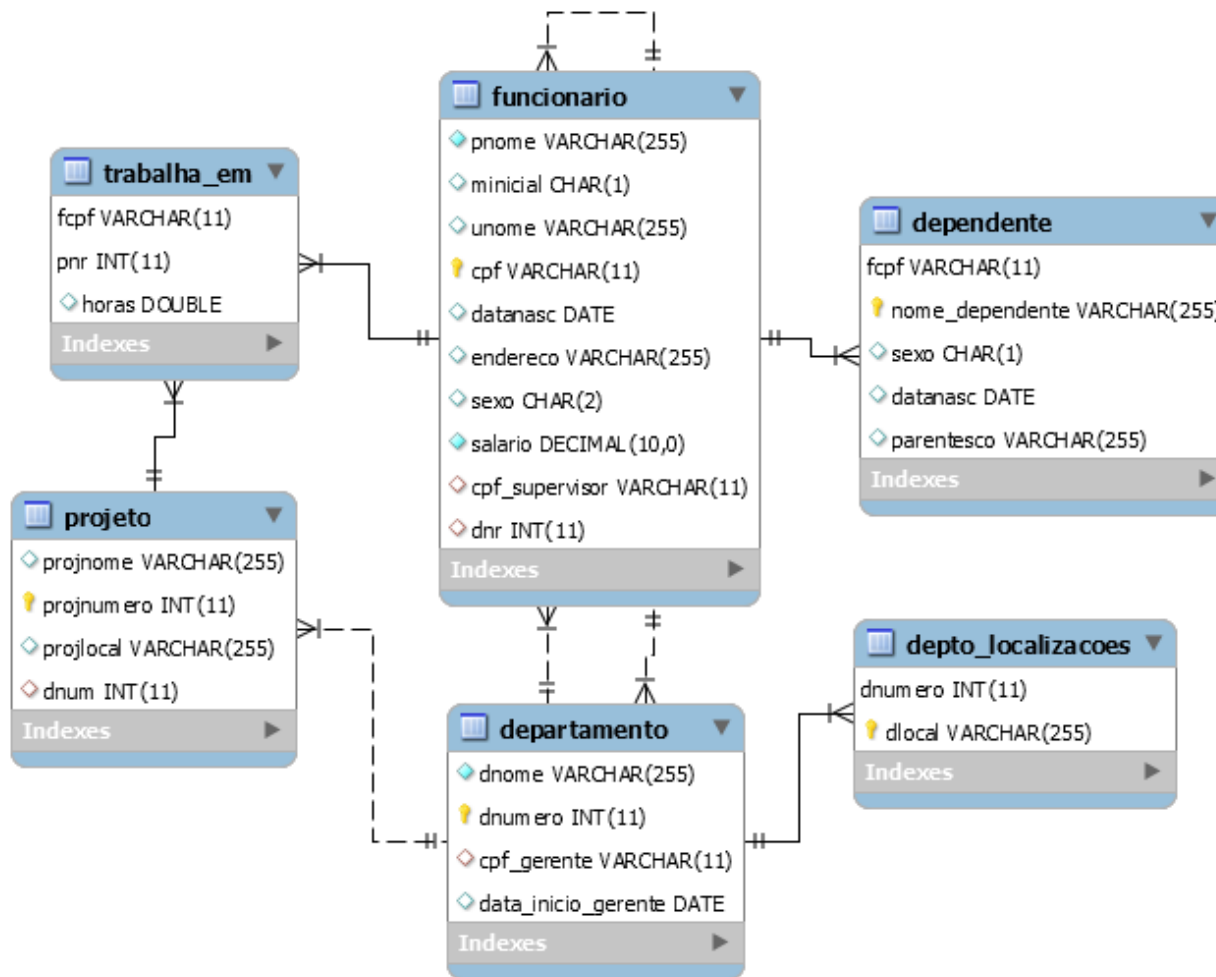 funcionario
pnome VARCHAR(255)
minicial CHAR(1)
unome VARCHAR(255)
cpf VARCHAR(11)
datanasc DATE
endereco VARCHAR(255)
sexo CHAR(2)
salario DECIMAL(10,0)
cpf_supervisor VARCHAR(11)
dnr INT(11)
Indexes
trabalha_em
fcpf VARCHAR(11)
pnr INT(11)
horas DOUBLE
Indexes
dependente
fcpf VARCHAR(11)
nome_dependente VARCHAR(255)
sexo CHAR(1)
datanasc DATE
parentesco VARCHAR(255)
Indexes
projeto
projnome VARCHAR(255)
projnumero INT(11)
projlocal VARCHAR(255)
dnum INT(11)
Indexes
departamento
dnome VARCHAR(255)
dnumero INT(11)
cpf_gerente VARCHAR(11)
data_inicio_gerente DATE
Indexes
depto_localizacoes
dnumero INT(11)
dlocal VARCHAR(255)
Indexes